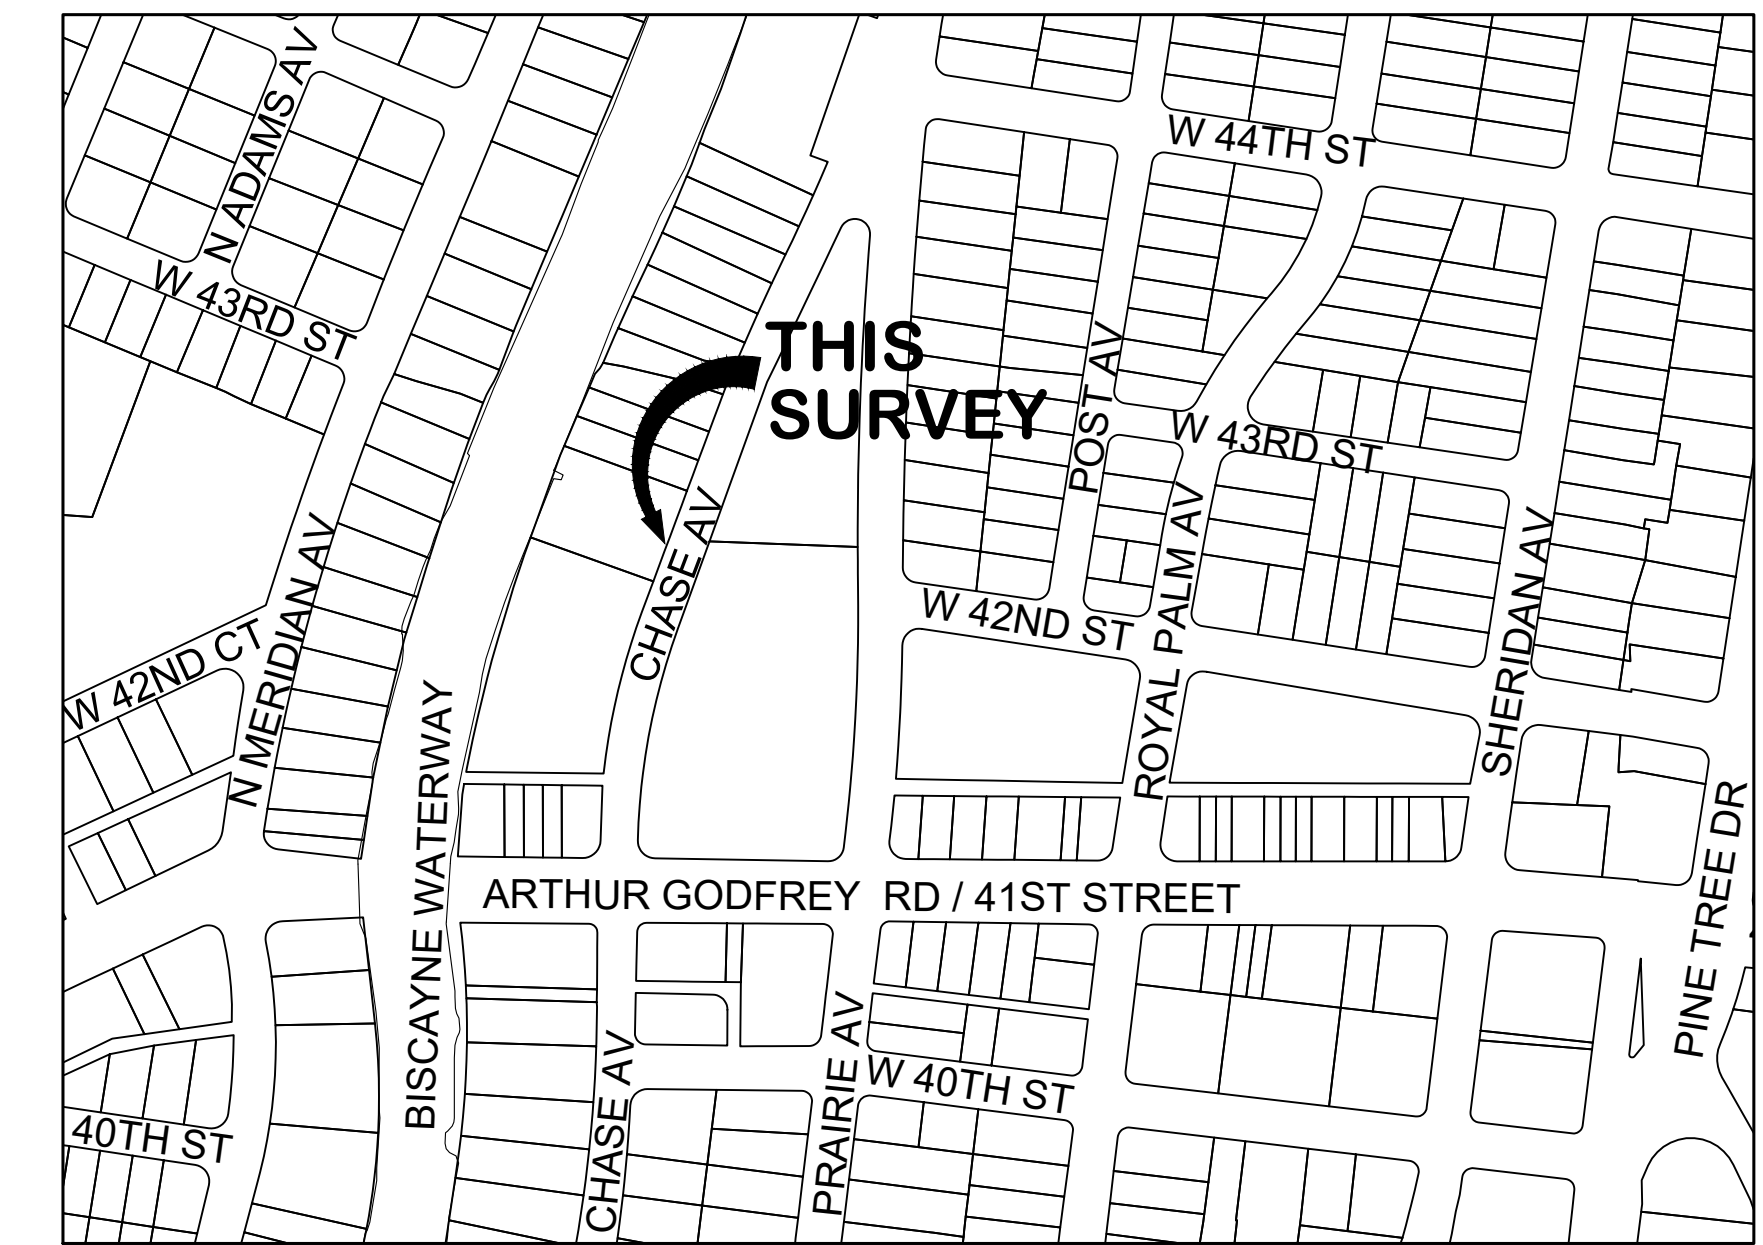 N ADAMS AV
W 44TH ST
W 43RD ST
THIS
SURVEY
POST AV
W 43RD ST
CHASE AV
N MERIDIAN AV
ROYAL PALM AV
SHERIDAN AV
W 42ND ST
W 42ND CT
BISCAYNE WATERWAY
PINE TREE DR
ARTHUR GODFREY RD / 41ST STREET
CHASE AV
PRAIRIE AV
W 40TH ST
40TH ST